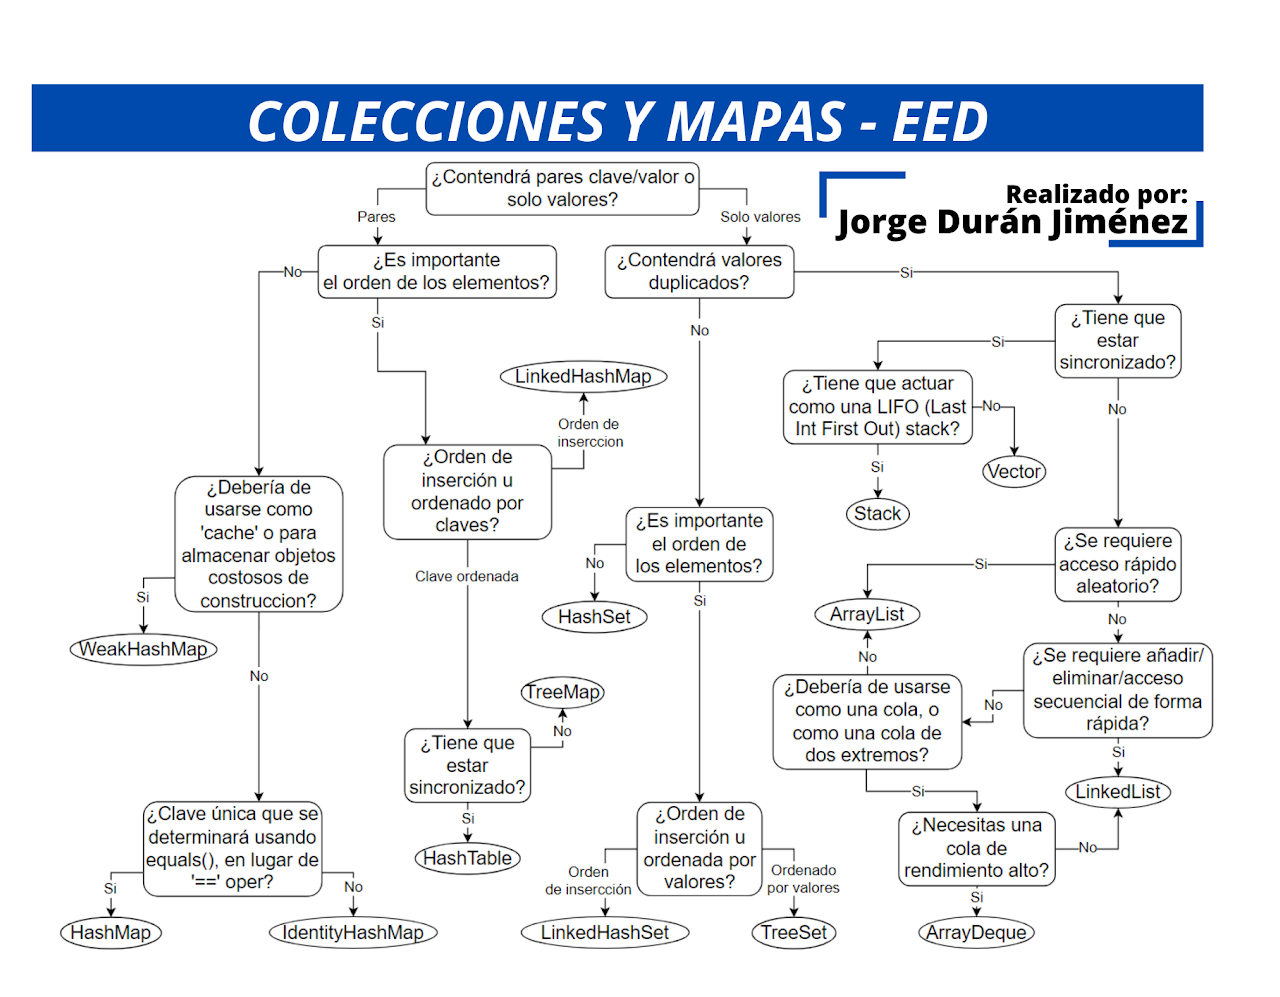 COLECCIONES Y MAPAS - EED
Realizado por:
Jorge Durán Jiménez
¿Contendrá pares clave/valor o
solo valores?
Pares
Solo valores
¿Es importante
el orden de los elementos?
No
Si
¿Contendrá valores
duplicados?
Si
No
¿Tiene que
estar
sincronizado?
Si
No
¿Tiene que actuar
como una LIFO (Last
Int First Out) stack?
No
Vector
Si
Stack
LinkedHashMap
Orden de
inserccion
¿Orden de
inserción u
ordenado por
claves?
Clave ordenada
¿Debería de
usarse como
'cache' o para
almacenar objetos
costosos de
construccion?
Si
WeakHashMap
No
¿Es importante
el orden de
los elementos?
No
HashSet
Si
¿Se requiere
acceso rápido
aleatorio?
Si
ArrayList
No
¿Se requiere añadir/
eliminar/acceso
secuencial de forma
rápida?
No
Si
LinkedList
No
¿Debería de usarse
como una cola, o
como una cola de
dos extremos?
Si
¿Necesitas una
cola de
rendimiento alto?
No
Si
ArrayDeque
TreeMap
No
¿Tiene que
estar
sincronizado?
Si
HashTable
¿Clave única que se
determinará usando
equals(), en lugar de
'==' oper?
Si
No
HashMap
IdentityHashMap
¿Orden de
inserción u
ordenada por
valores?
Orden
de insercción
Ordenado
por valores
LinkedHashSet
TreeSet